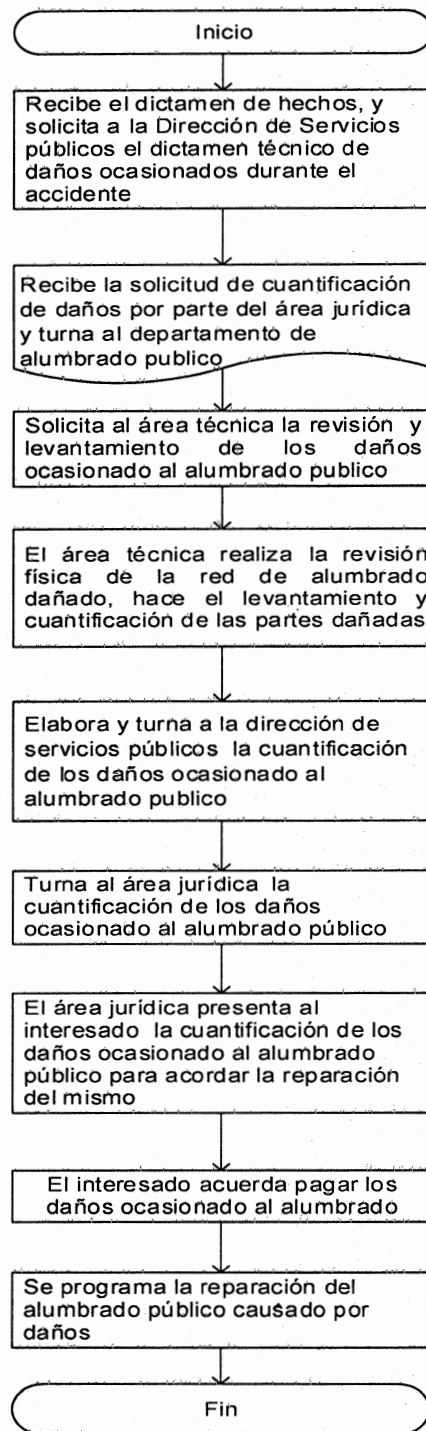 Inicio
Recibe el dictamen de hechos, y
solicita a la Dirección de Servicios
públicos el dictamen técnico de
daños ocasionados durante el
accidente
Recibe la solicitud de cuantificación
de daños por parte del área jurídica
y turna al departamento de
alumbrado publico
Solicita al área técnica la revisión y
levantamiento de los daños
ocasionado al alumbrado publico
El área técnica realiza la revisión
física de la red de alumbrado
dañado, hace el levantamiento y
cuantificación de las partes dañadas
Elabora y turna a la dirección de
servicios públicos la cuantificación
de los daños ocasionado al
alumbrado publico
Turna al área jurídica la
cuantificación de los daños
ocasionado al alumbrado público
El área jurídica presenta al
interesado la cuantificación de los
daños ocasionado al alumbrado
público para acordar la reparación
del mismo
El interesado acuerda pagar los
daños ocasionado al alumbrado
Se programa la reparación del
alumbrado público causado por
daños
Fin